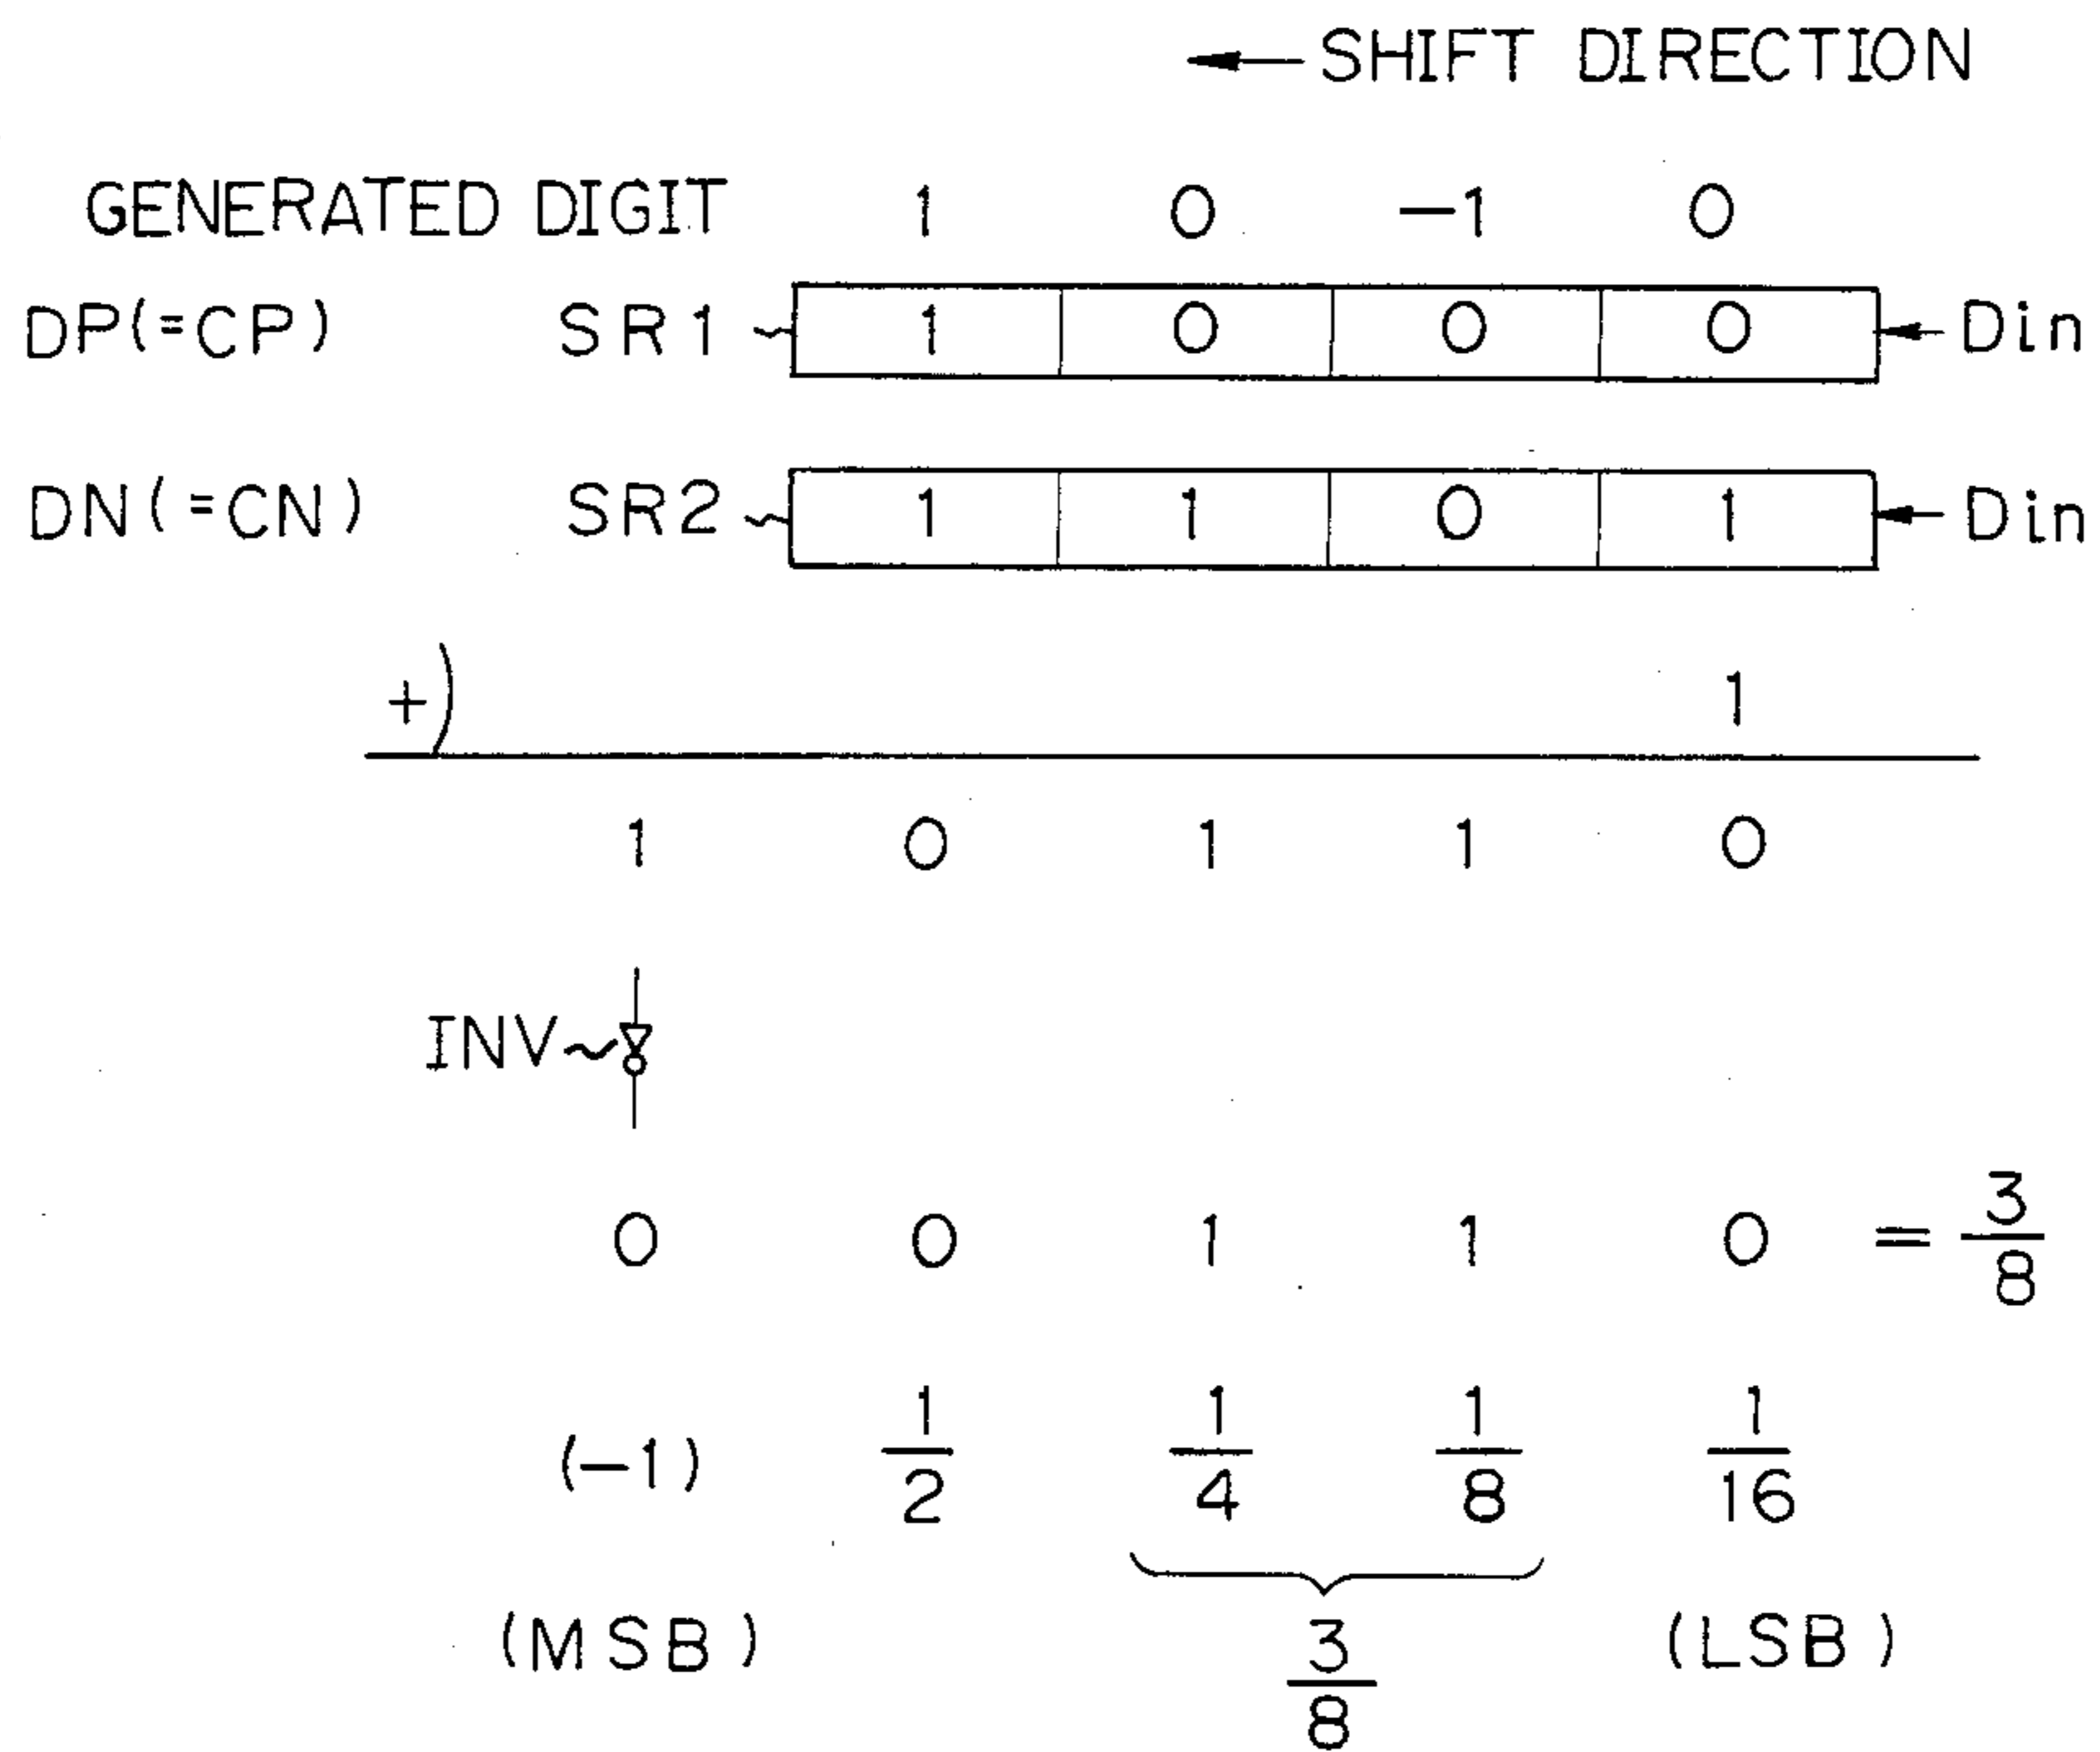 SHIFT DIRECTION
GENERATED DIGIT 1 0 −1 0
DP(=CP) SR1 1 0 0 0 Din
DN(=CN) SR2 1 1 0 1 Din
+) 1
1 0 1 1 0
INV
0 0 1 1 0 = 3/8
(−1) 1/2 1/4 1/8 1/16
(MSB) 3/8 (LSB)